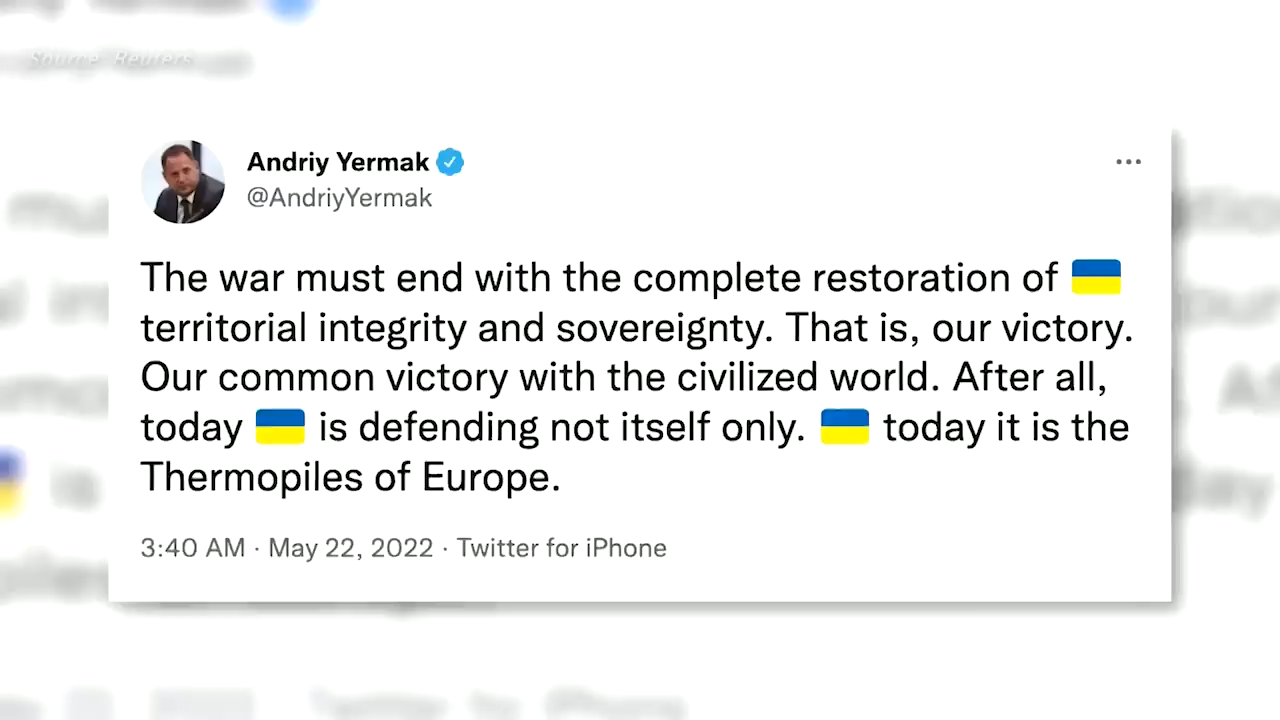 Source: Reuters
Andriy Yermak
@AndriyYermak
The war must end with the complete restoration of 🇺🇦
territorial integrity and sovereignty. That is, our victory.
Our common victory with the civilized world. After all,
today 🇺🇦 is defending not itself only. 🇺🇦 today it is the
Thermopiles of Europe.
3:40 AM · May 22, 2022 · Twitter for iPhone